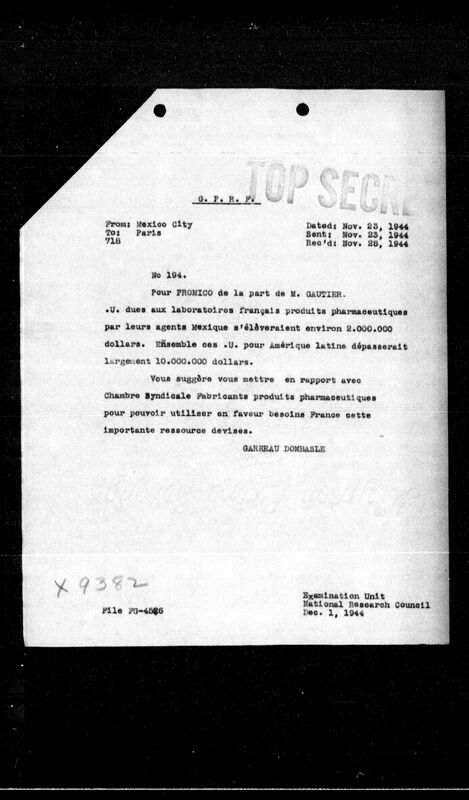 TOP SECRE
G. P. R. F.
From: Mexico City
To: Paris
718
Dated: Nov. 23, 1944
Sent: Nov. 23, 1944
Rec'd: Nov. 28, 1944
No 194.
Pour PROMICO de la part de M. GAUTIER.
.U. dues aux laboratoires français produits pharmaceutiques
par leurs agents Mexique s'élèveraient environ 2.000.000
dollars. Ensemble ces .U. pour Amérique latine dépasserait
largement 10.000.000 dollars.
Vous suggère vous mettre en rapport avec
Chambre Syndicale Fabricants produits pharmaceutiques
pour pouvoir utiliser en faveur besoins France cette
importante ressource devises.
GARREAU DOMBASLE
X 9382
File FG-4526
Examination Unit
National Research Council
Dec. 1, 1944